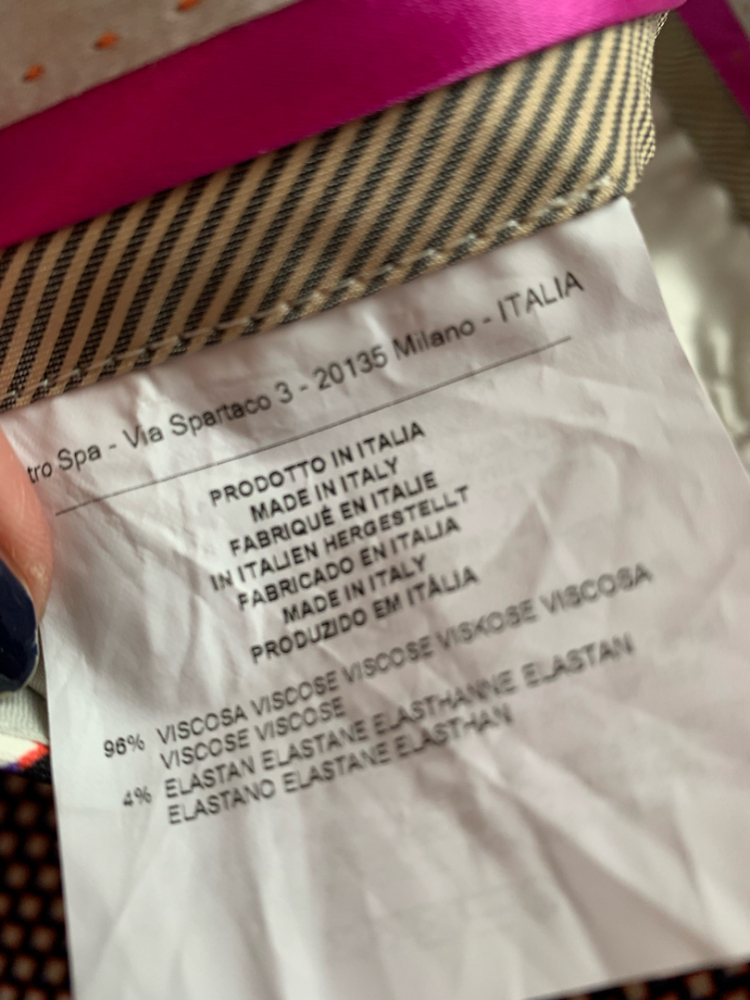 tro Spa - Via Spartaco 3 - 20135 Milano - ITALIA
PRODOTTO IN ITALIA
MADE IN ITALY
FABRIQUÉ EN ITALIE
IN ITALIEN HERGESTELLT
FABRICADO EN ITALIA
MADE IN ITALY
PRODUZIDO EM ITÁLIA
96% VISCOSA VISCOSE VISCOSE VISKOSE VISCOSA
VISCOSE VISCOSE
4% ELASTAN ELASTANE ELASTHANNE ELASTAN
ELASTANO ELASTANE ELASTHAN